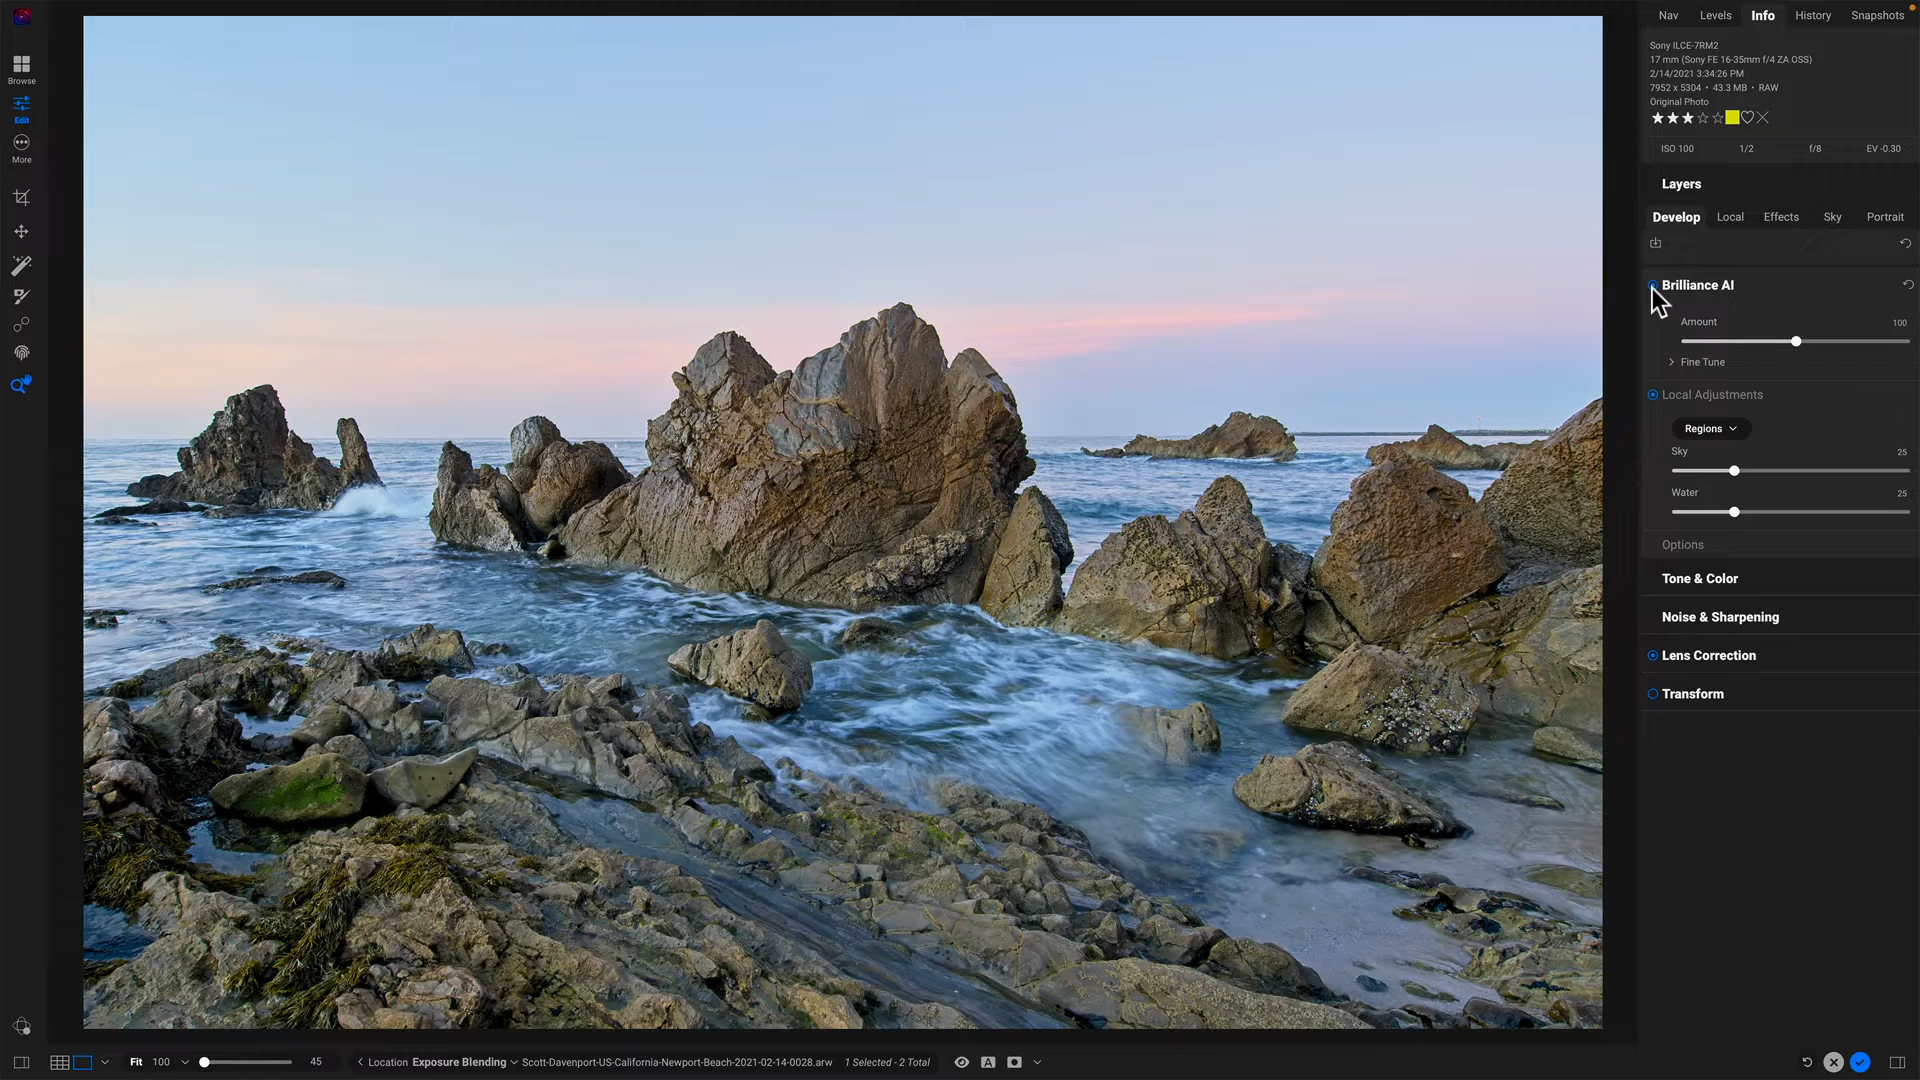 Nav Levels Info History Snapshots
Browse
Edit
More
Sony ILCE-7RM2
17 mm (Sony FE 16-35mm f/4 ZA OSS)
2/14/2021 3:34:26 PM
7952 x 5304 • 43.3 MB • RAW
Original Photo
ISO 100 1/2 f/8 EV -0.30
Layers
Develop Local Effects Sky Portrait
Brilliance AI
Amount 100
Fine Tune
Local Adjustments
Regions
Sky 25
Water 25
Options
Tone & Color
Noise & Sharpening
Lens Correction
Transform
Fit 100 45 Location Exposure Blending Scott-Davenport-US-California-Newport-Beach-2021-02-14-0028.arw 1 Selected - 2 Total A